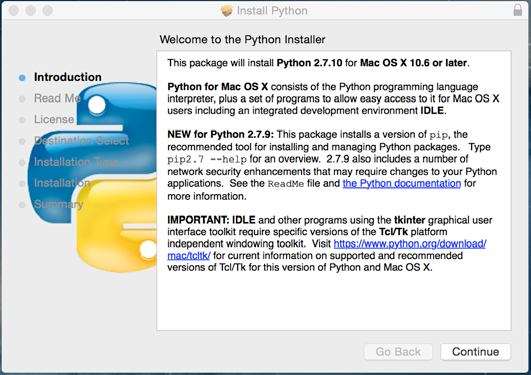 Install Python
Welcome to the Python Installer
Introduction
Read Me
License
Destination Select
Installation Type
Installation
Summary
This package will install Python 2.7.10 for Mac OS X 10.6 or later.
Python for Mac OS X consists of the Python programming language
interpreter, plus a set of programs to allow easy access to it for Mac OS X
users including an integrated development environment IDLE.
NEW for Python 2.7.9: This package installs a version of pip, the
recommended tool for installing and managing Python packages. Type
pip2.7 --help for an overview. 2.7.9 also includes a number of
network security enhancements that may require changes to your Python
applications. See the ReadMe file and the Python documentation for
more information.
IMPORTANT: IDLE and other programs using the tkinter graphical user
interface toolkit require specific versions of the Tcl/Tk platform
independent windowing toolkit. Visit https://www.python.org/download/
mac/tcltk/ for current information on supported and recommended
versions of Tcl/Tk for this version of Python and Mac OS X.
Go Back
Continue